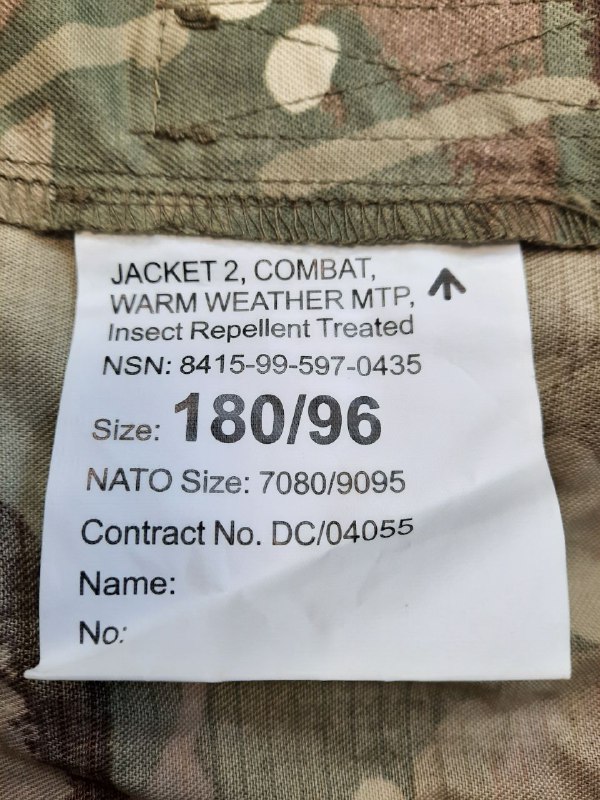 JACKET 2, COMBAT,
WARM WEATHER MTP,
Insect Repellent Treated
NSN: 8415-99-597-0435
Size: 180/96
NATO Size: 7080/9095
Contract No. DC/04055
Name:
No: